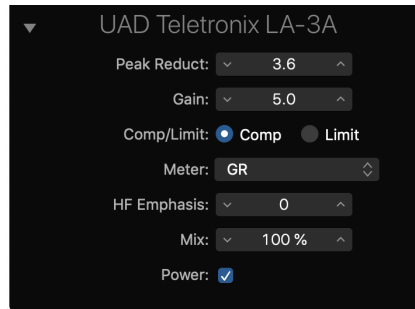 UAD Teletronix LA-3A
Peak Reduct: 3.6
Gain: 5.0
Comp/Limit: Comp Limit
Meter: GR
HF Emphasis: 0
Mix: 100 %
Power: